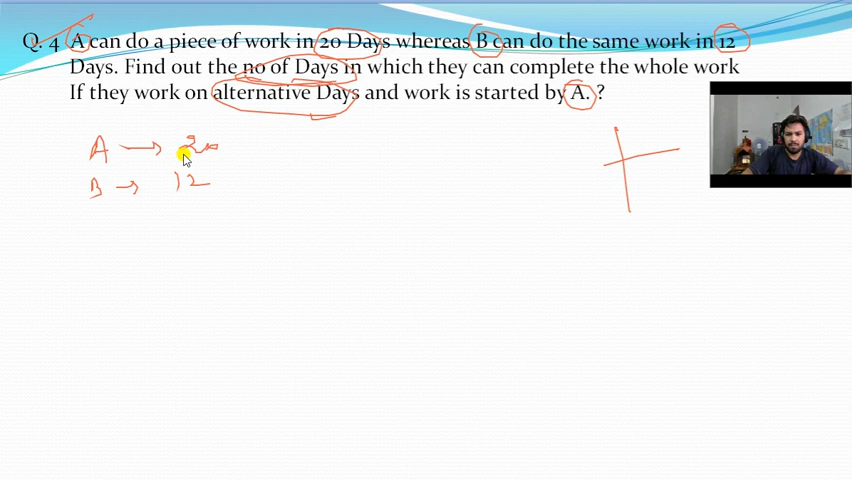 Q. 4 A can do a piece of work in 20 Days whereas B can do the same work in 12
Days. Find out the no of Days in which they can complete the whole work
If they work on alternative Days and work is started by A. ?
A → 20
B → 12